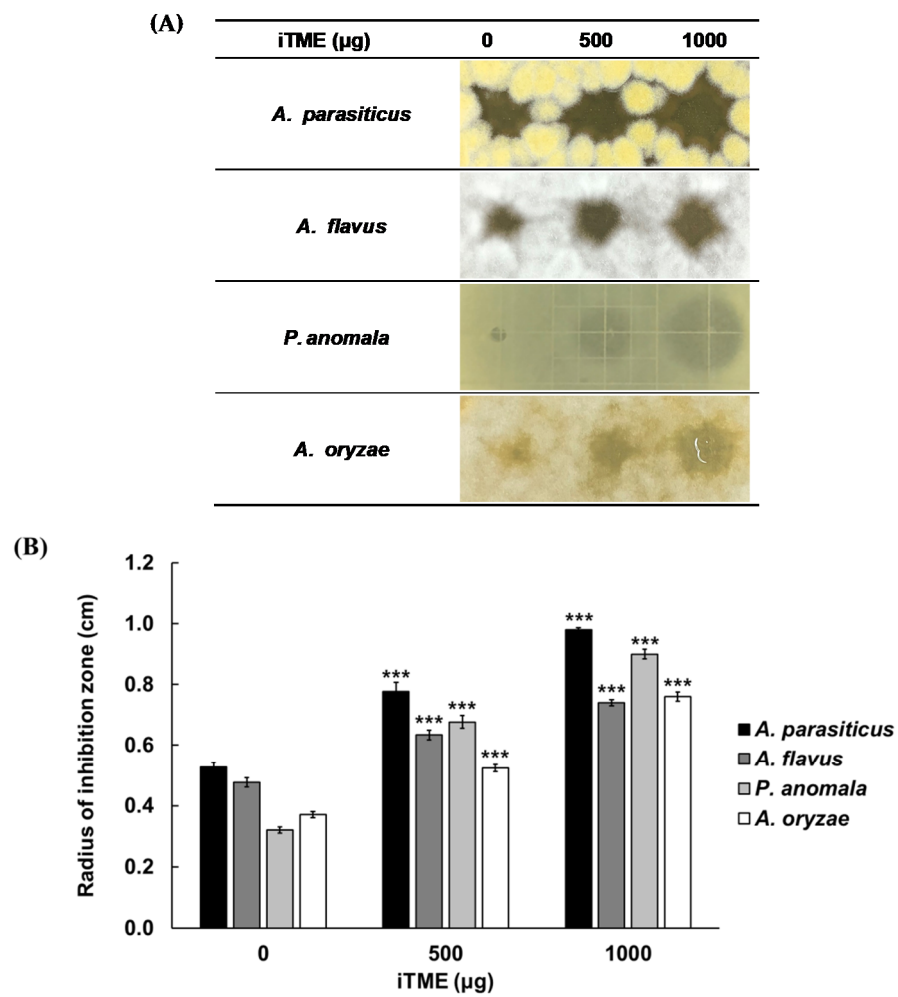 (A)
iTME (µg) 0 500 1000
A. parasiticus
A. flavus
P. anomala
A. oryzae
(B)
Radius of inhibition zone (cm)
1.2
1.0
0.8
0.6
0.4
0.2
0.0
*** *** *** ***
*** *** *** ***
0 500 1000
iTME (µg)
A. parasiticus
A. flavus
P. anomala
A. oryzae